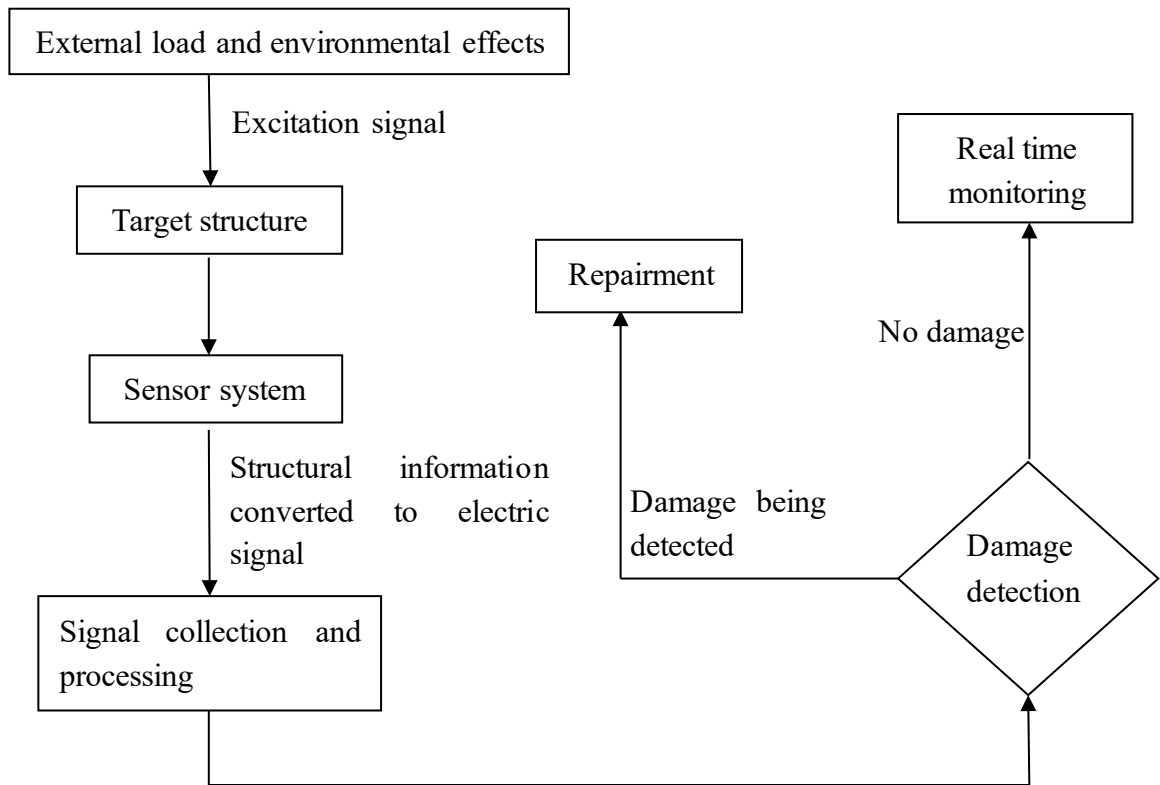 External load and environmental effects
Excitation signal
Target structure
Sensor system
Structural information
converted to electric
signal
Signal collection and
processing
Damage
detection
Damage being
detected
Repairment
No damage
Real time
monitoring